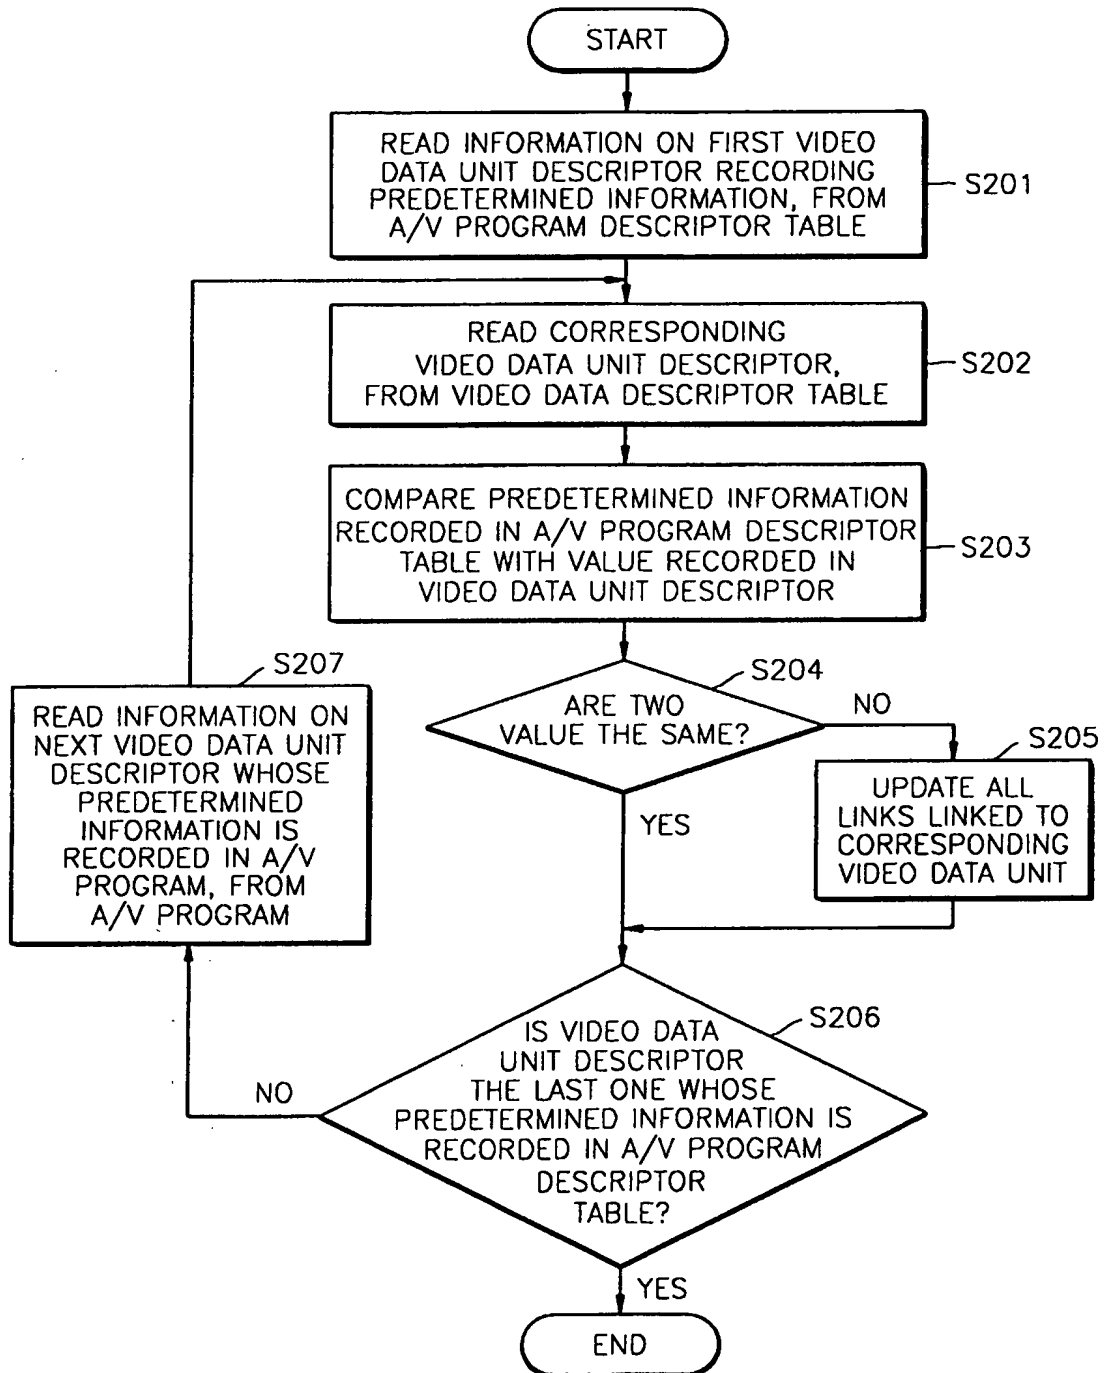 START
READ INFORMATION ON FIRST VIDEO
DATA UNIT DESCRIPTOR RECORDING
PREDETERMINED INFORMATION, FROM
A/V PROGRAM DESCRIPTOR TABLE
S201
READ CORRESPONDING
VIDEO DATA UNIT DESCRIPTOR,
FROM VIDEO DATA DESCRIPTOR TABLE
S202
COMPARE PREDETERMINED INFORMATION
RECORDED IN A/V PROGRAM DESCRIPTOR
TABLE WITH VALUE RECORDED IN
VIDEO DATA UNIT DESCRIPTOR
S203
ARE TWO
VALUE THE SAME?
S204
NO
YES
UPDATE ALL
LINKS LINKED TO
CORRESPONDING
VIDEO DATA UNIT
S205
IS VIDEO DATA
UNIT DESCRIPTOR
THE LAST ONE WHOSE
PREDETERMINED INFORMATION IS
RECORDED IN A/V PROGRAM
DESCRIPTOR
TABLE?
S206
NO
YES
READ INFORMATION ON
NEXT VIDEO DATA UNIT
DESCRIPTOR WHOSE
PREDETERMINED
INFORMATION IS
RECORDED IN A/V
PROGRAM, FROM
A/V PROGRAM
S207
END